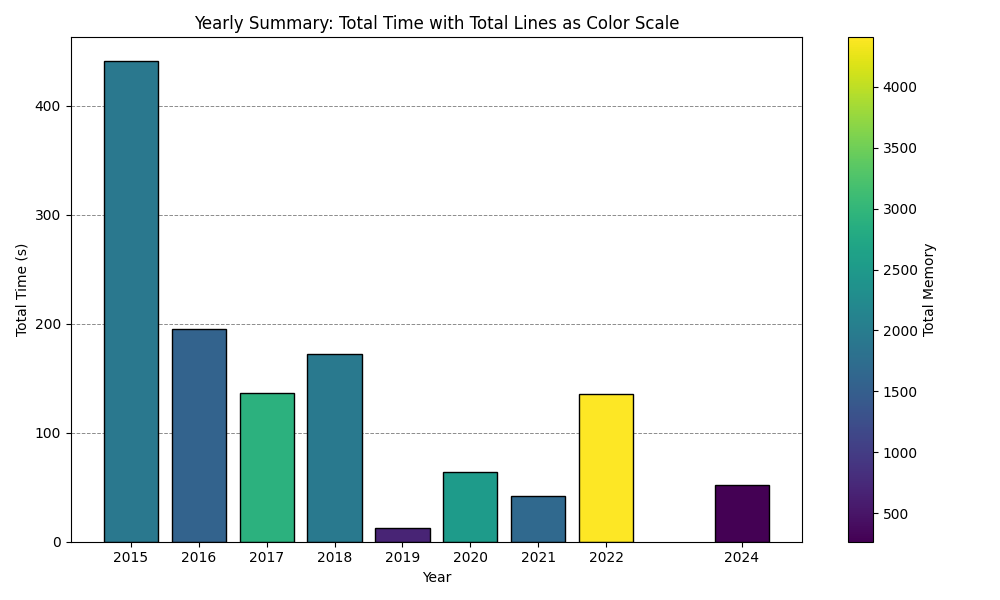 Yearly Summary: Total Time with Total Lines as Color Scale
Total Time (s)
400
300
200
100
0
2015 2016 2017 2018 2019 2020 2021 2022 2024
Year
4000
3500
3000
2500
2000
1500
1000
500
Total Memory